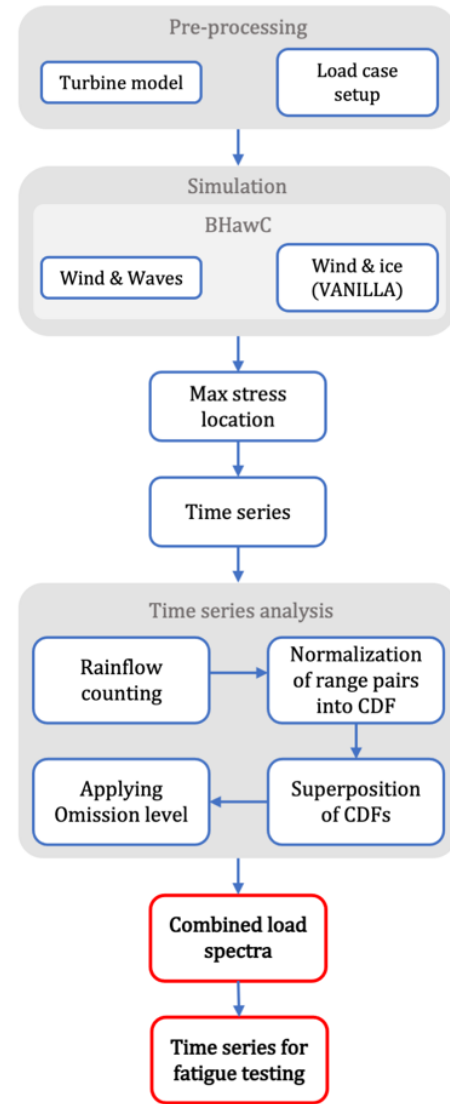 Pre-processing
Turbine model
Load case
setup
Simulation
BHawC
Wind & Waves
Wind & ice
(VANILLA)
Max stress
location
Time series
Time series analysis
Rainflow
counting
Normalization
of range pairs
into CDF
Applying
Omission level
Superposition
of CDFs
Combined load
spectra
Time series for
fatigue testing